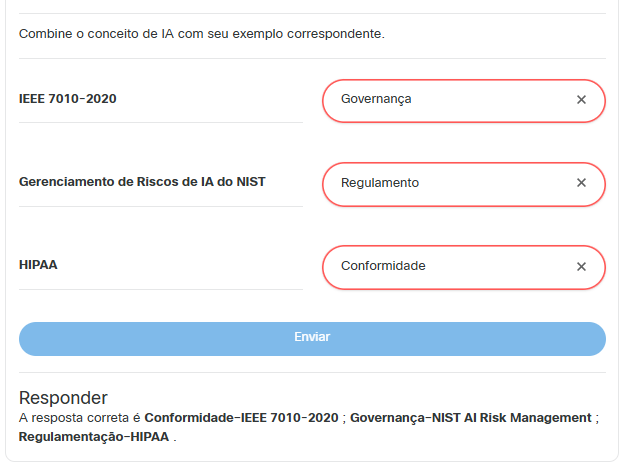 Combine o conceito de IA com seu exemplo correspondente.
IEEE 7010-2020
Governança ×
Gerenciamento de Riscos de IA do NIST
Regulamento ×
HIPAA
Conformidade ×
Enviar
Responder
A resposta correta é Conformidade-IEEE 7010-2020 ; Governança-NIST AI Risk Management ;
Regulamentação-HIPAA .